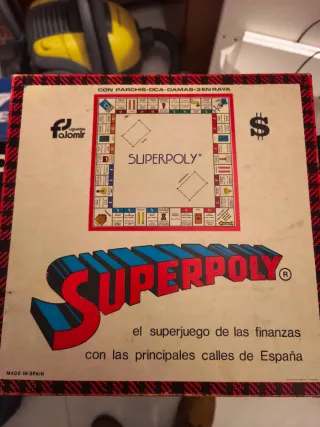 CON PARCHIS-OCA-DAMAS-3 EN RAYA
juguetes
falomir
$
SUPERPOLY®
SUPERPOLY®
el superjuego de las finanzas
con las principales calles de España
MADE IN SPAIN